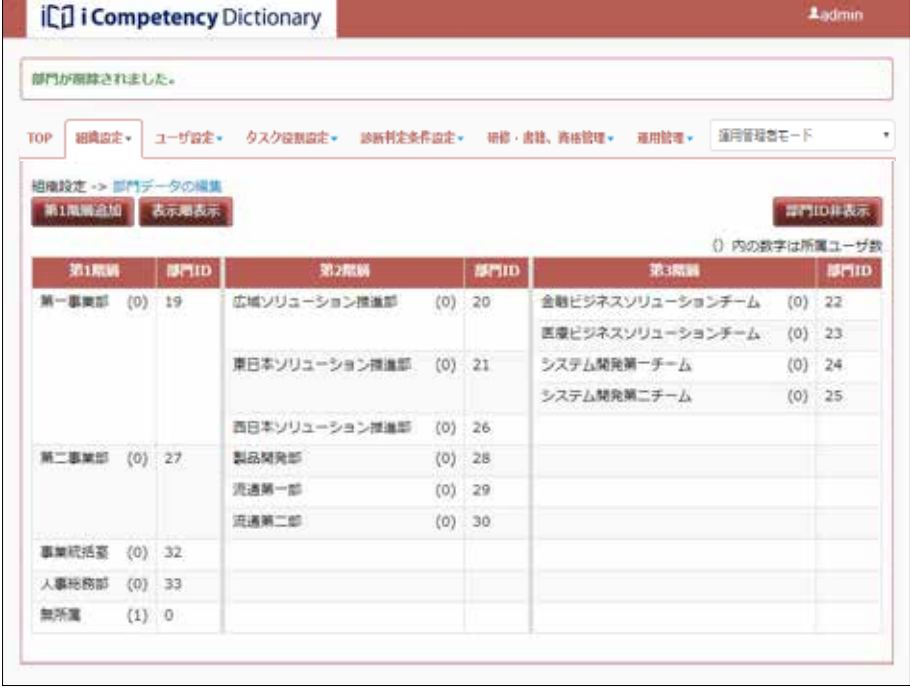 iCD i Competency Dictionary
admin
部門が削除されました。
TOP 組織設定 ユーザ設定 タスク役割設定 診断判定条件設定 研修・書籍、資格管理 運用管理 運用管理者モード
組織設定 -> 部門データの編集
第1階層追加 表示順表示 部門ID非表示
() 内の数字は所属ユーザ数
第1階層 部門ID 第2階層 部門ID 第3階層 部門ID
第一事業部 (0) 19 広域ソリューション推進部 (0) 20 金融ビジネスソリューションチーム (0) 22
医療ビジネスソリューションチーム (0) 23
東日本ソリューション推進部 (0) 21 システム開発第一チーム (0) 24
システム開発第二チーム (0) 25
西日本ソリューション推進部 (0) 26
第二事業部 (0) 27 製品開発部 (0) 28
流通第一部 (0) 29
流通第二部 (0) 30
事業統括室 (0) 32
人事総務部 (0) 33
無所属 (1) 0